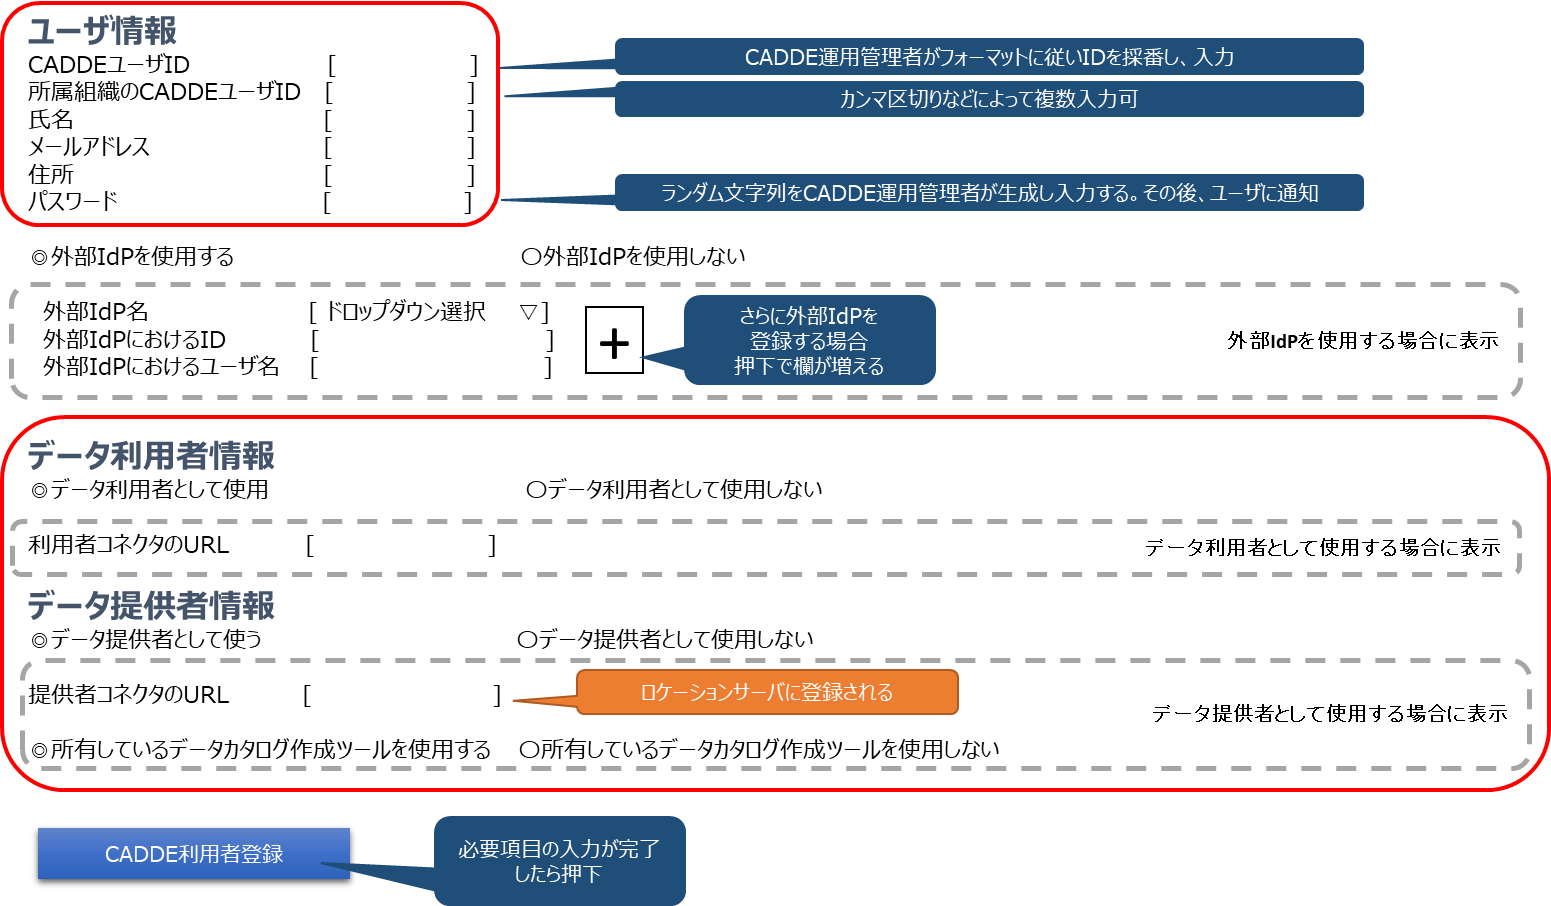 ユーザ情報
CADDEユーザID [ ]
CADDE運用管理者がフォーマットに従いIDを採番し、入力
所属組織のCADDEユーザID [ ]
カンマ区切りなどによって複数入力可
氏名 [ ]
メールアドレス [ ]
住所 [ ]
パスワード [ ]
ランダム文字列をCADDE運用管理者が生成し入力する。その後、ユーザに通知
◎外部IdPを使用する 〇外部IdPを使用しない
外部IdP名 [ ドロップダウン選択 ▽]
外部IdPにおけるID [ ]
外部IdPにおけるユーザ名 [ ]
+
さらに外部IdPを
登録する場合
押下で欄が増える
外部IdPを使用する場合に表示
データ利用者情報
◎データ利用者として使用 〇データ利用者として使用しない
利用者コネクタのURL [ ]
データ利用者として使用する場合に表示
データ提供者情報
◎データ提供者として使う 〇データ提供者として使用しない
提供者コネクタのURL [ ]
ロケーションサーバに登録される
データ提供者として使用する場合に表示
◎所有しているデータカタログ作成ツールを使用する 〇所有しているデータカタログ作成ツールを使用しない
CADDE利用者登録
必要項目の入力が完了
したら押下